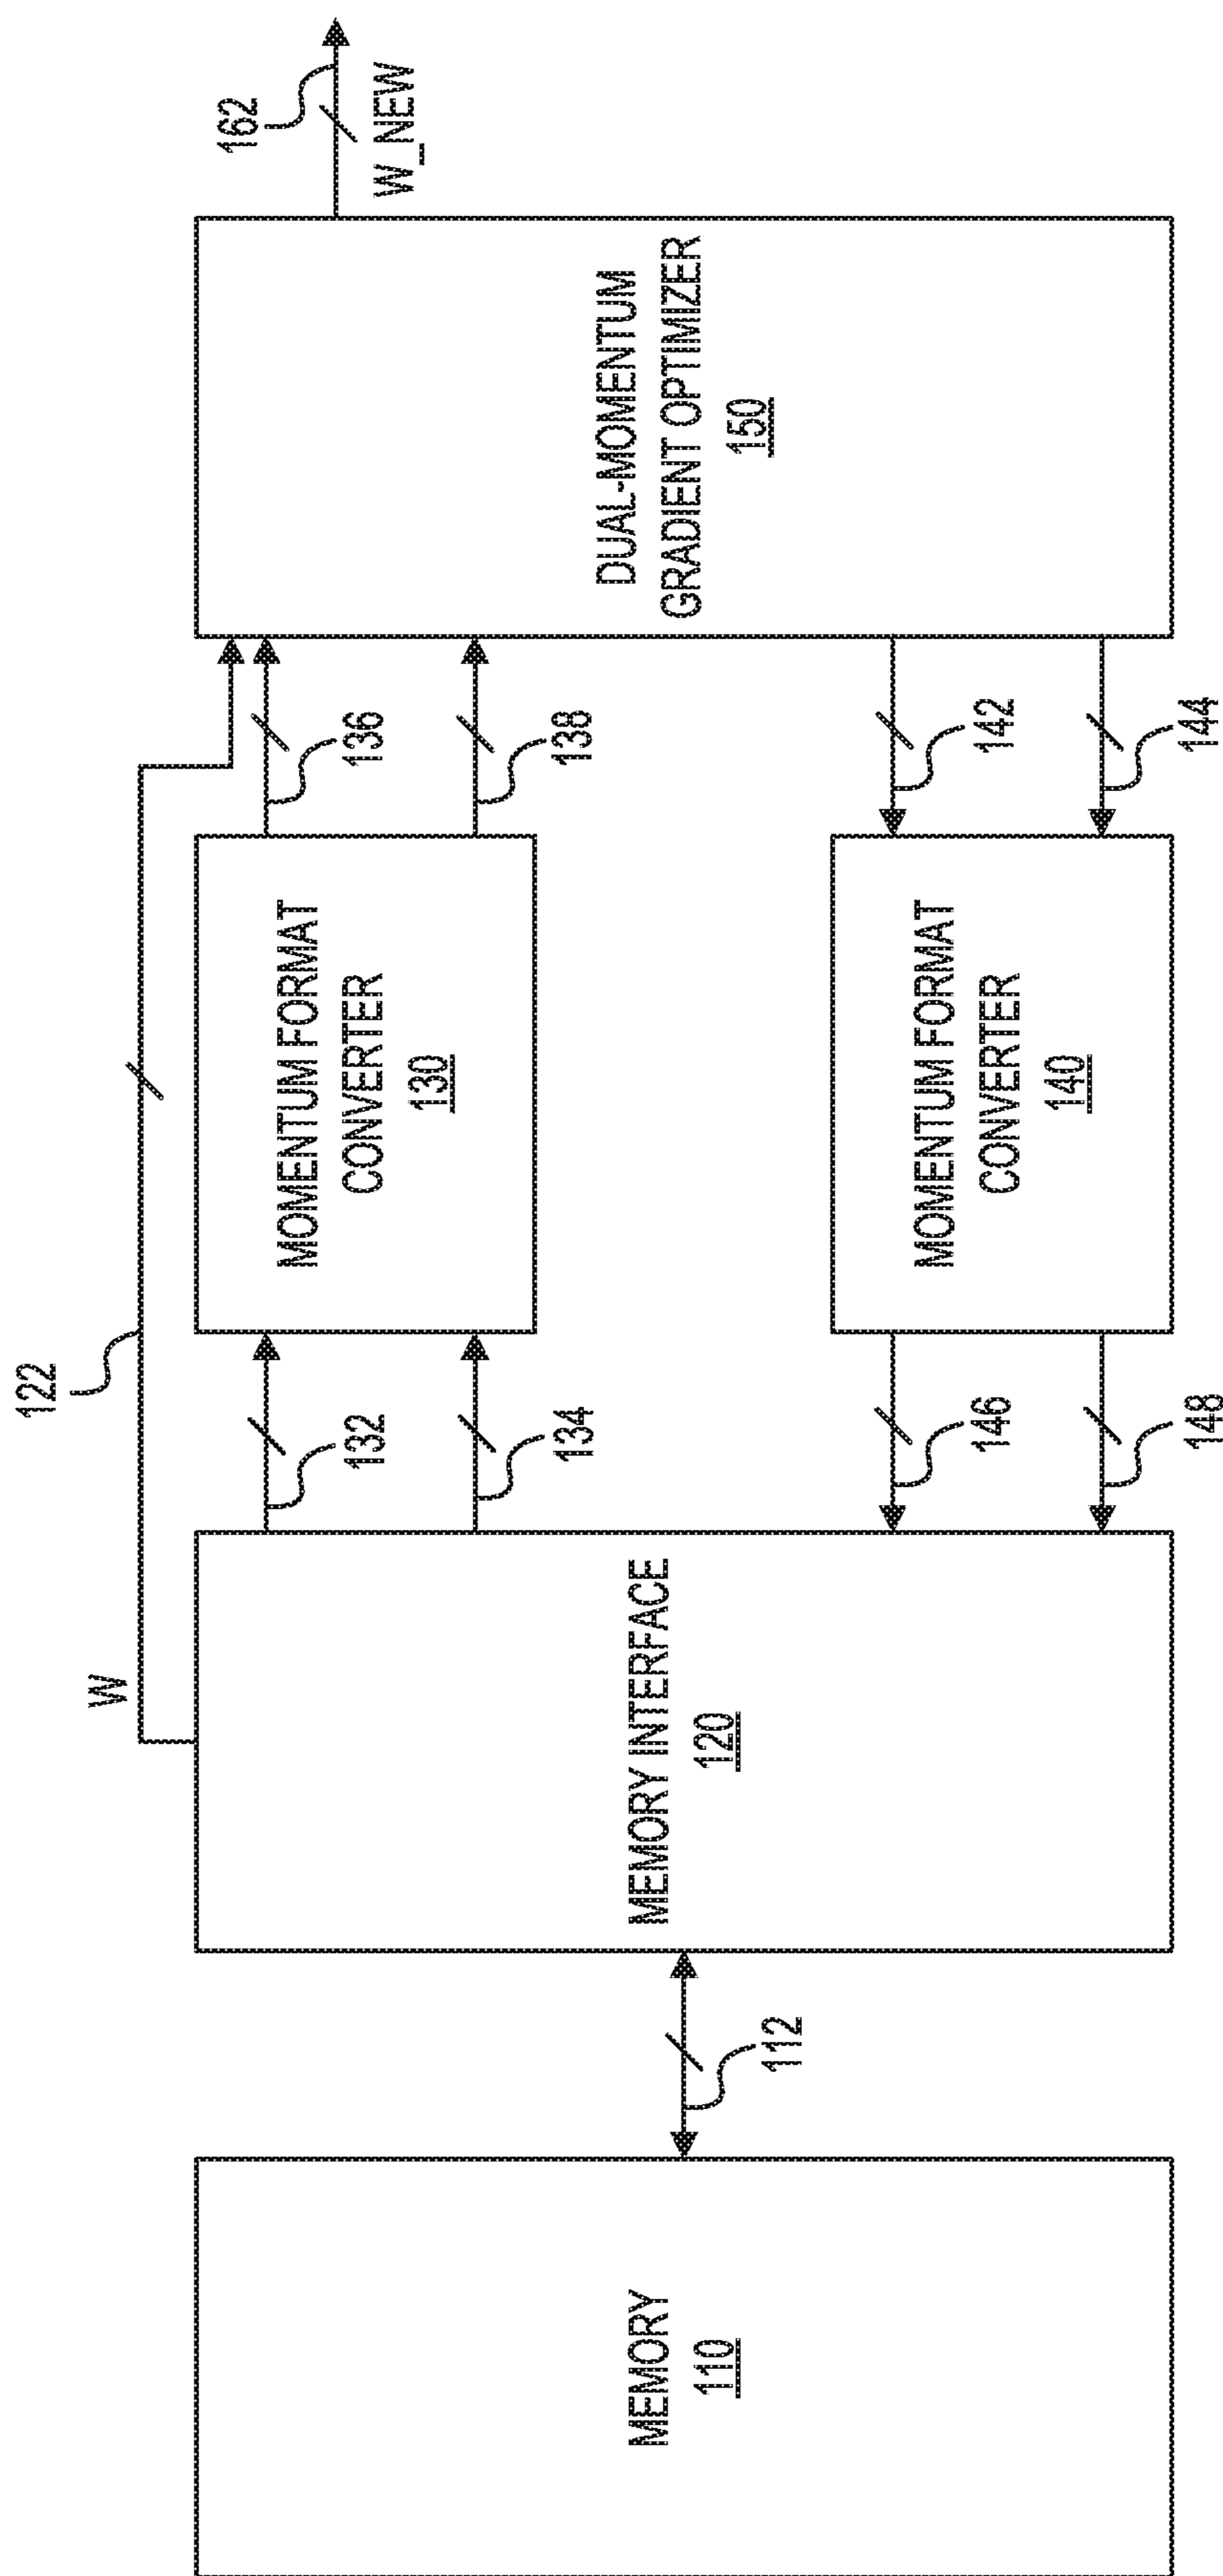 122
W
162
W_NEW
MEMORY
110
112
MEMORY INTERFACE
120
132
134
MOMENTUM FORMAT
CONVERTER
130
136
138
146
148
MOMENTUM FORMAT
CONVERTER
140
142
144
DUAL-MOMENTUM
GRADIENT OPTIMIZER
150